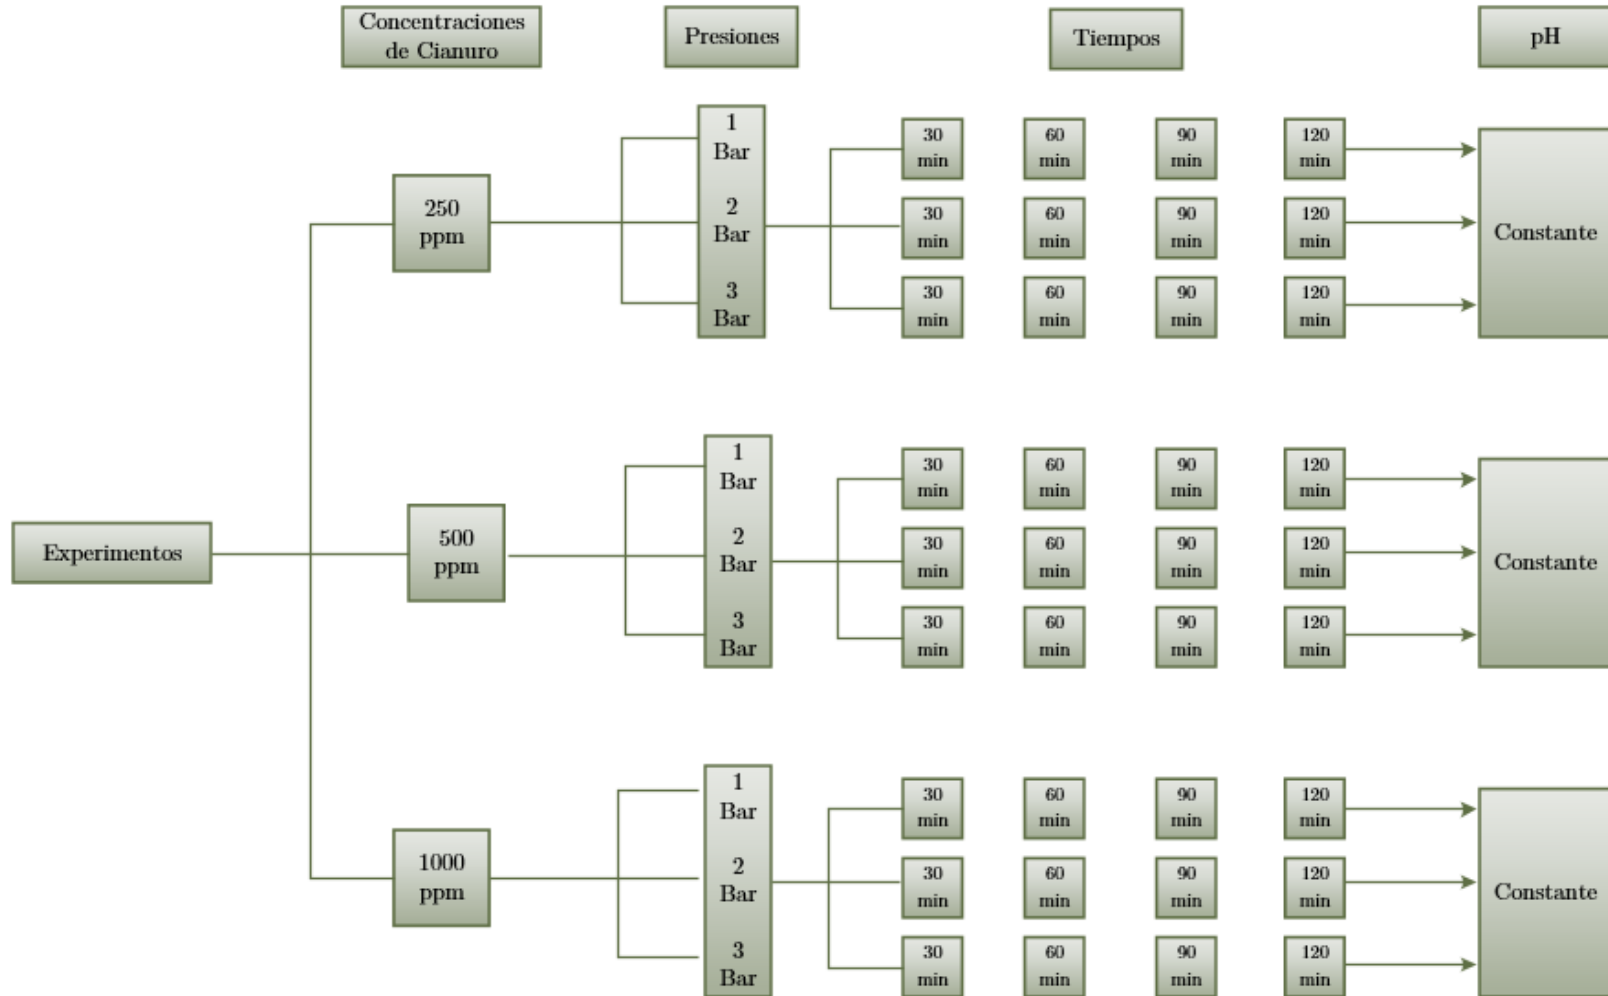 Concentraciones
de Cianuro
Presiones
Tiempos
pH
250
ppm
1
Bar
2
Bar
3
Bar
30
min
60
min
90
min
120
min
30
min
60
min
90
min
120
min
30
min
60
min
90
min
120
min
Constante
Experimentos
500
ppm
1
Bar
2
Bar
3
Bar
30
min
60
min
90
min
120
min
30
min
60
min
90
min
120
min
30
min
60
min
90
min
120
min
Constante
1000
ppm
1
Bar
2
Bar
3
Bar
30
min
60
min
90
min
120
min
30
min
60
min
90
min
120
min
30
min
60
min
90
min
120
min
Constante